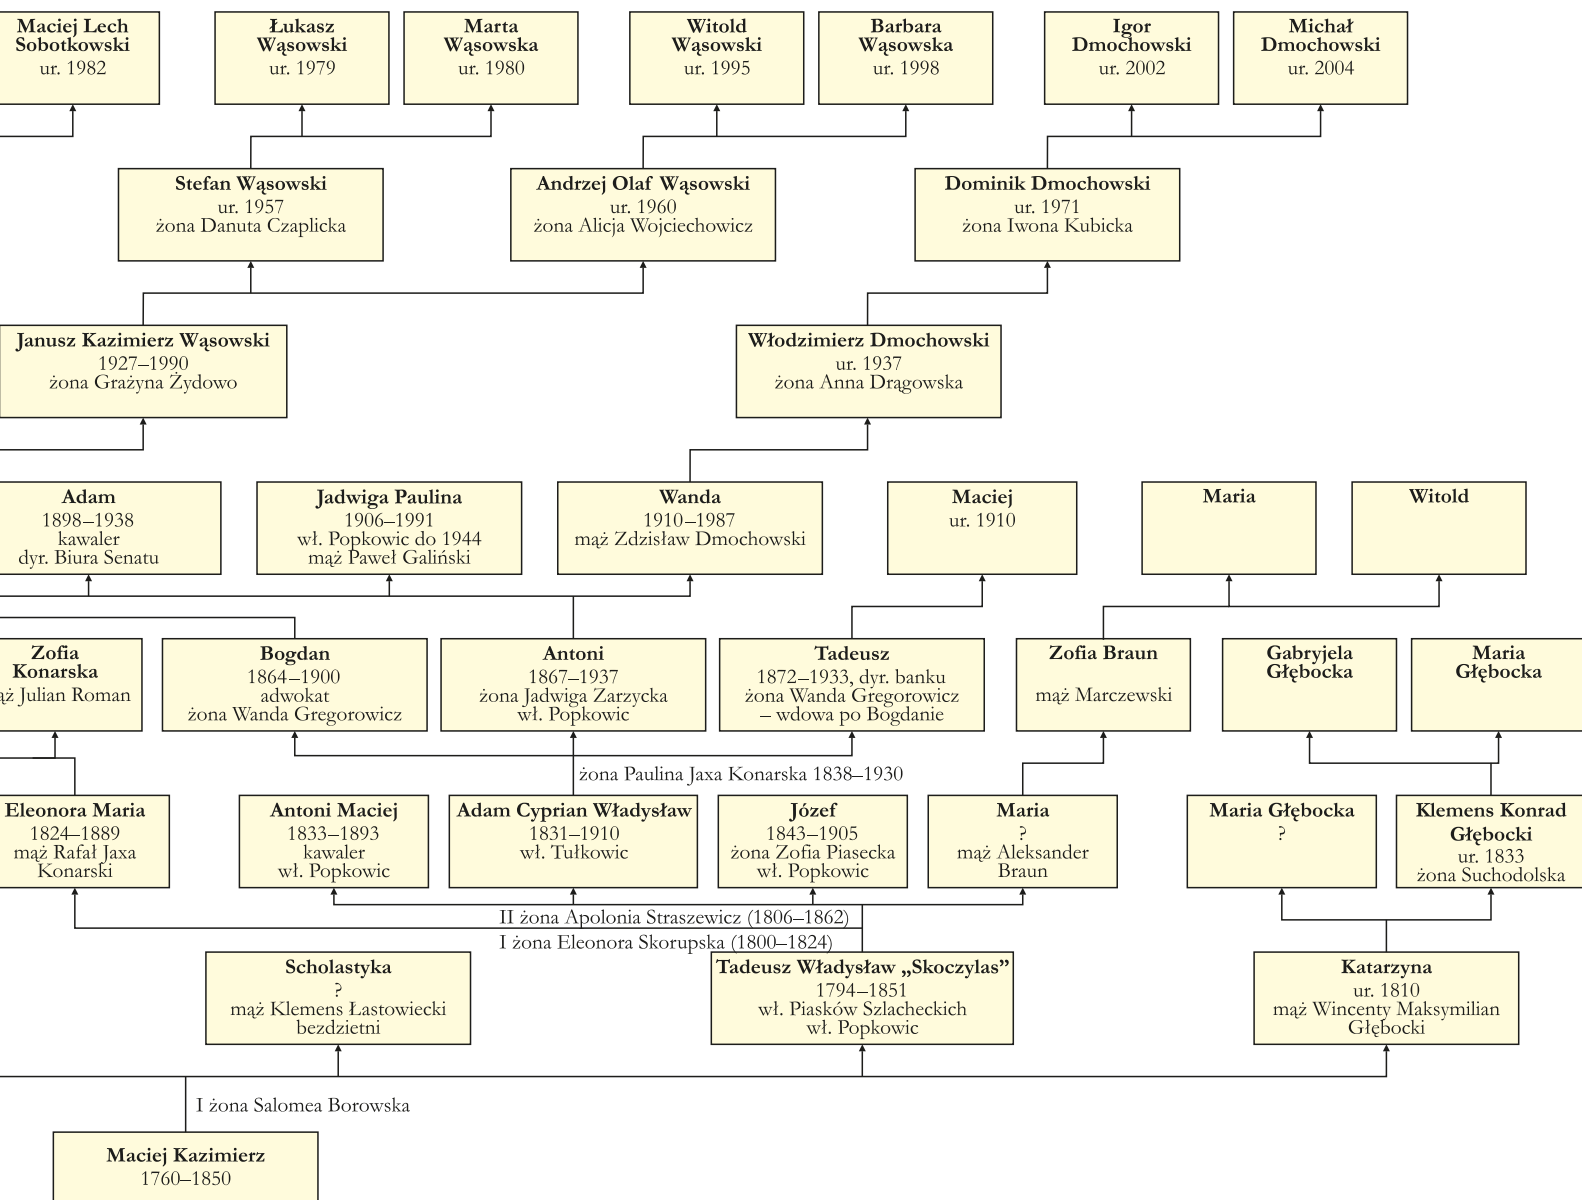 Maciej Lech
Sobotkowski
ur. 1982
Łukasz
Wąsowski
ur. 1979
Marta
Wąsowska
ur. 1980
Witold
Wąsowski
ur. 1995
Barbara
Wąsowska
ur. 1998
Igor
Dmochowski
ur. 2002
Michał
Dmochowski
ur. 2004
Stefan Wąsowski
ur. 1957
żona Danuta Czaplicka
Andrzej Olaf Wąsowski
ur. 1960
żona Alicja Wojciechowicz
Dominik Dmochowski
ur. 1971
żona Iwona Kubicka
Janusz Kazimierz Wąsowski
1927–1990
żona Grażyna Żydowo
Włodzimierz Dmochowski
ur. 1937
żona Anna Drągowska
Adam
1898–1938
kawaler
dyr. Biura Senatu
Jadwiga Paulina
1906–1991
wł. Popkowic do 1944
mąż Paweł Galiński
Wanda
1910–1987
mąż Zdzisław Dmochowski
Maciej
ur. 1910
Maria
Witold
Zofia
Konarska
ąż Julian Roman
Bogdan
1864–1900
adwokat
żona Wanda Gregorowicz
Antoni
1867–1937
żona Jadwiga Zarzycka
wł. Popkowic
Tadeusz
1872–1933, dyr. banku
żona Wanda Gregorowicz
– wdowa po Bogdanie
Zofia Braun
mąż Marczewski
Gabryjela
Głębocka
Maria
Głębocka
żona Paulina Jaxa Konarska 1838–1930
Eleonora Maria
1824–1889
mąż Rafał Jaxa
Konarski
Antoni Maciej
1833–1893
kawaler
wł. Popkowic
Adam Cyprian Władysław
1831–1910
wł. Tułkowic
Józef
1843–1905
żona Zofia Piasecka
wł. Popkowic
Maria
?
mąż Aleksander
Braun
Maria Głębocka
?
Klemens Konrad
Głębocki
ur. 1833
żona Suchodolska
II żona Apolonia Straszewicz (1806–1862)
I żona Eleonora Skorupska (1800–1824)
Scholastyka
?
mąż Klemens Łastowiecki
bezdzietni
Tadeusz Władysław „Skoczylas”
1794–1851
wł. Piasków Szlacheckich
wł. Popkowic
Katarzyna
ur. 1810
mąż Wincenty Maksymilian
Głębocki
I żona Salomea Borowska
Maciej Kazimierz
1760–1850